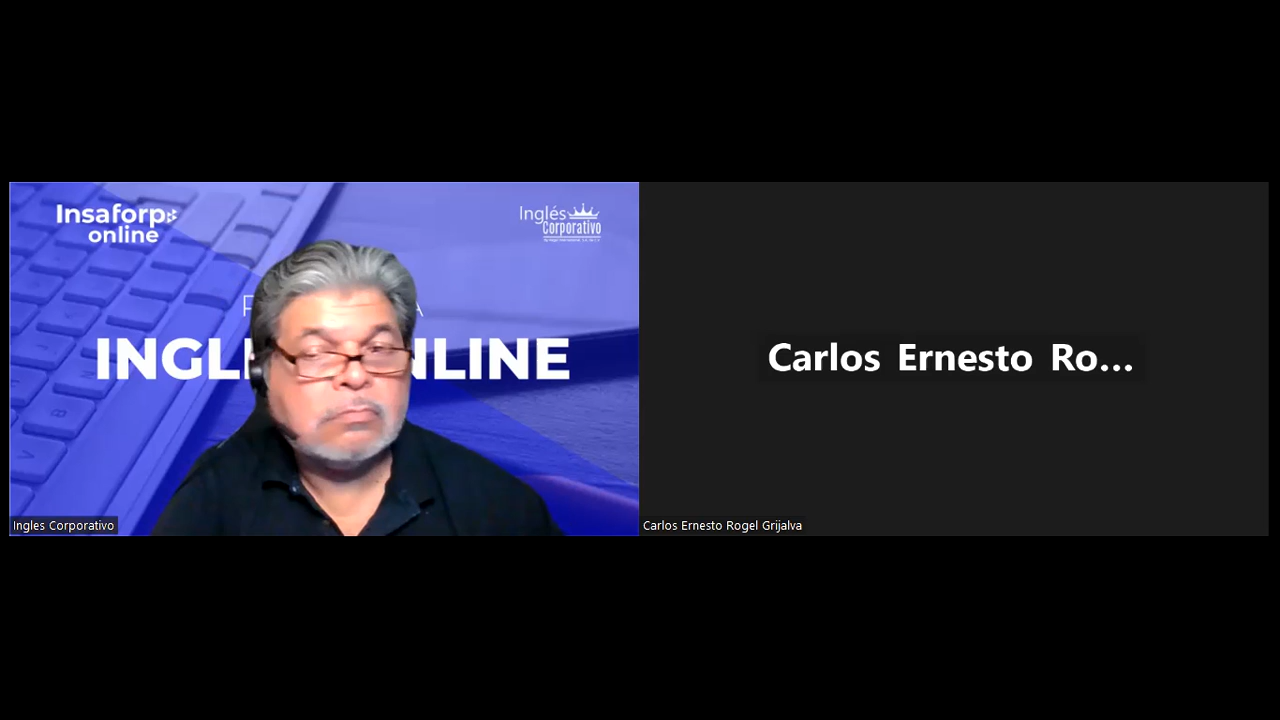 Insaforp
online
Inglés
Corporativo
INGL NLINE
Ingles Corporativo
Carlos Ernesto Ro...
Carlos Ernesto Rogel Grijalva